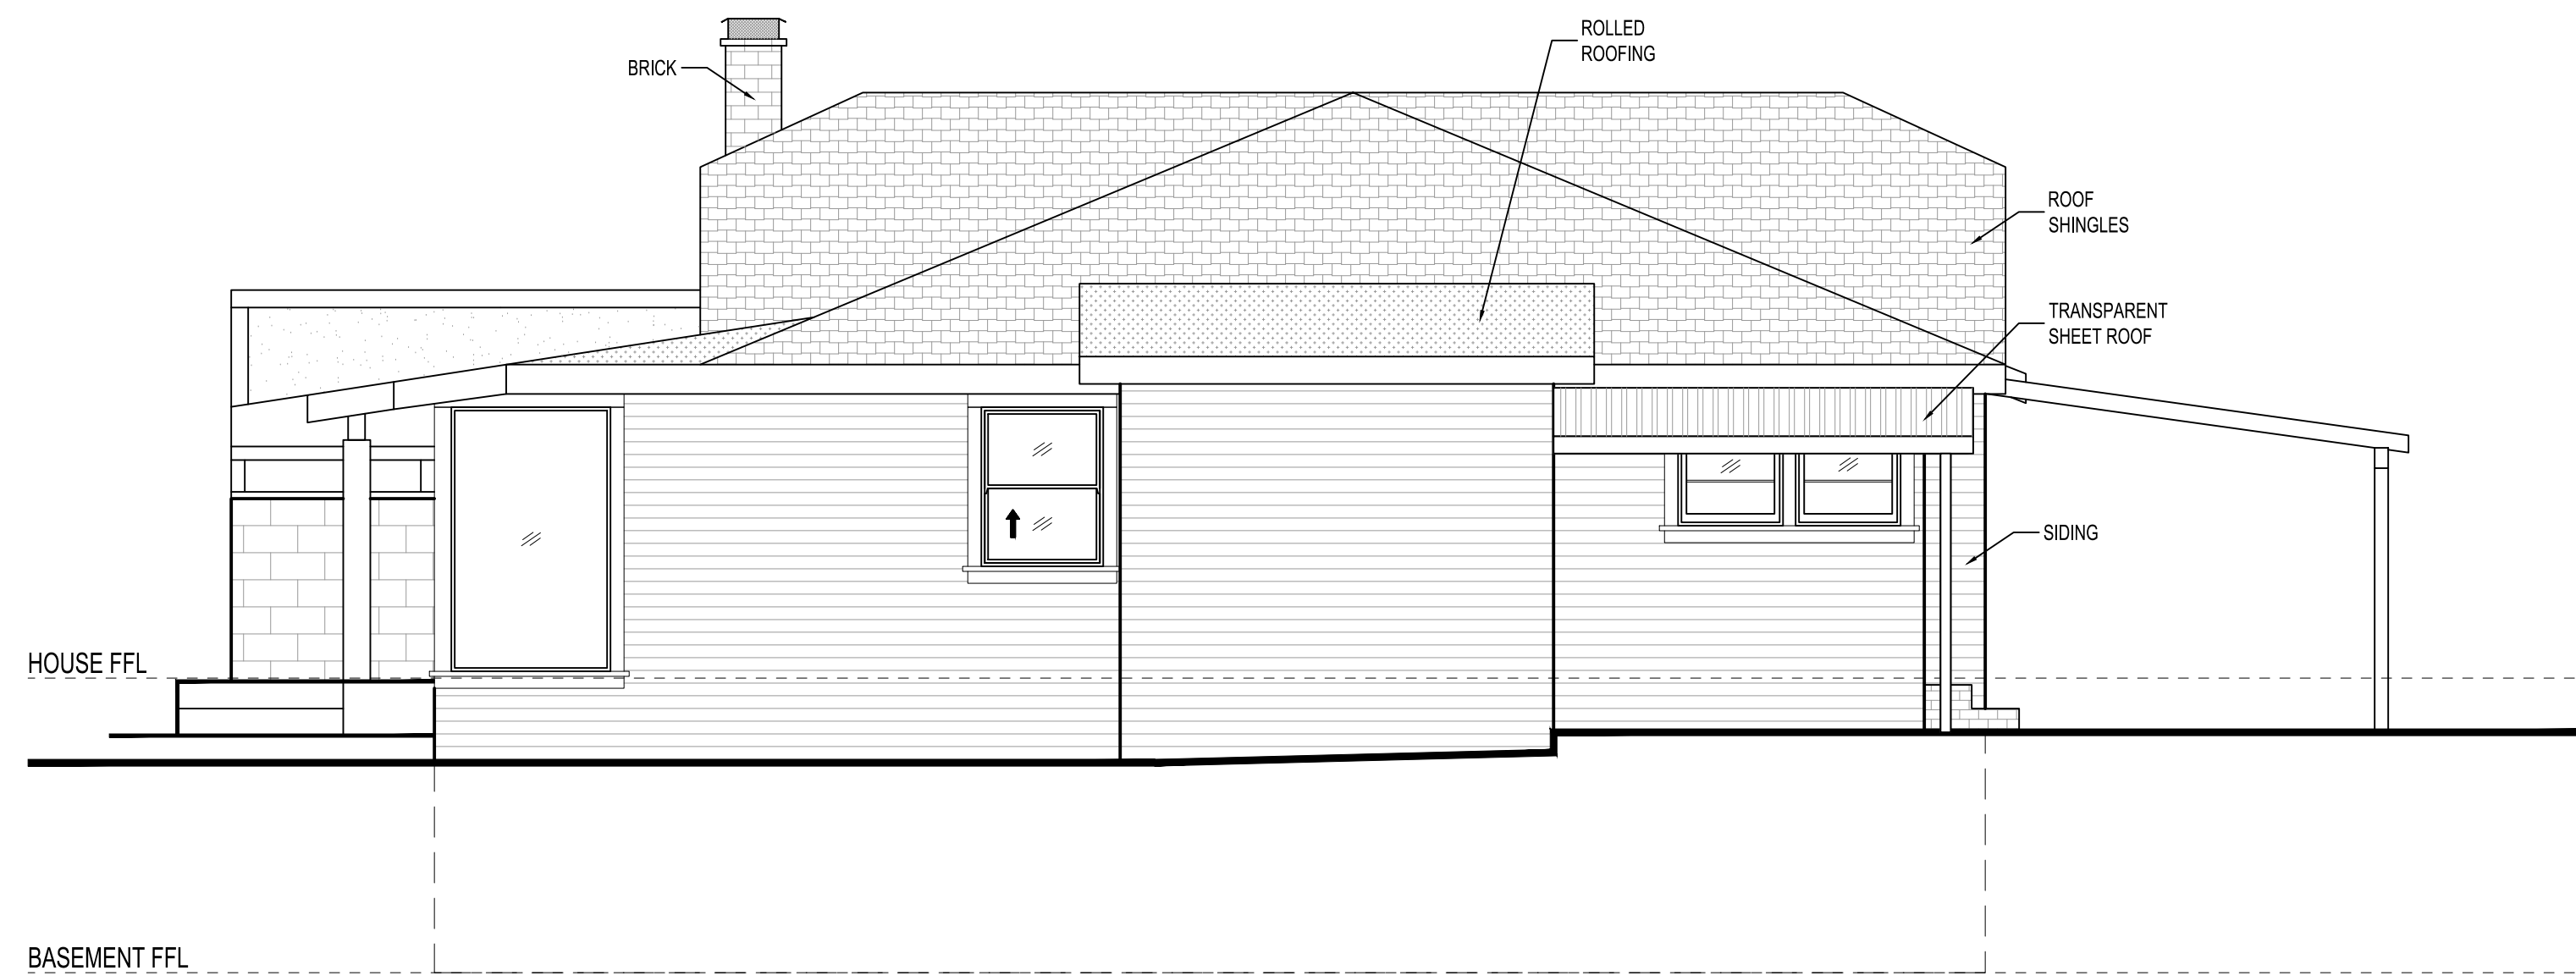 ROLLED
ROOFING
BRICK
ROOF
SHINGLES
TRANSPARENT
SHEET ROOF
SIDING
HOUSE FFL
BASEMENT FFL